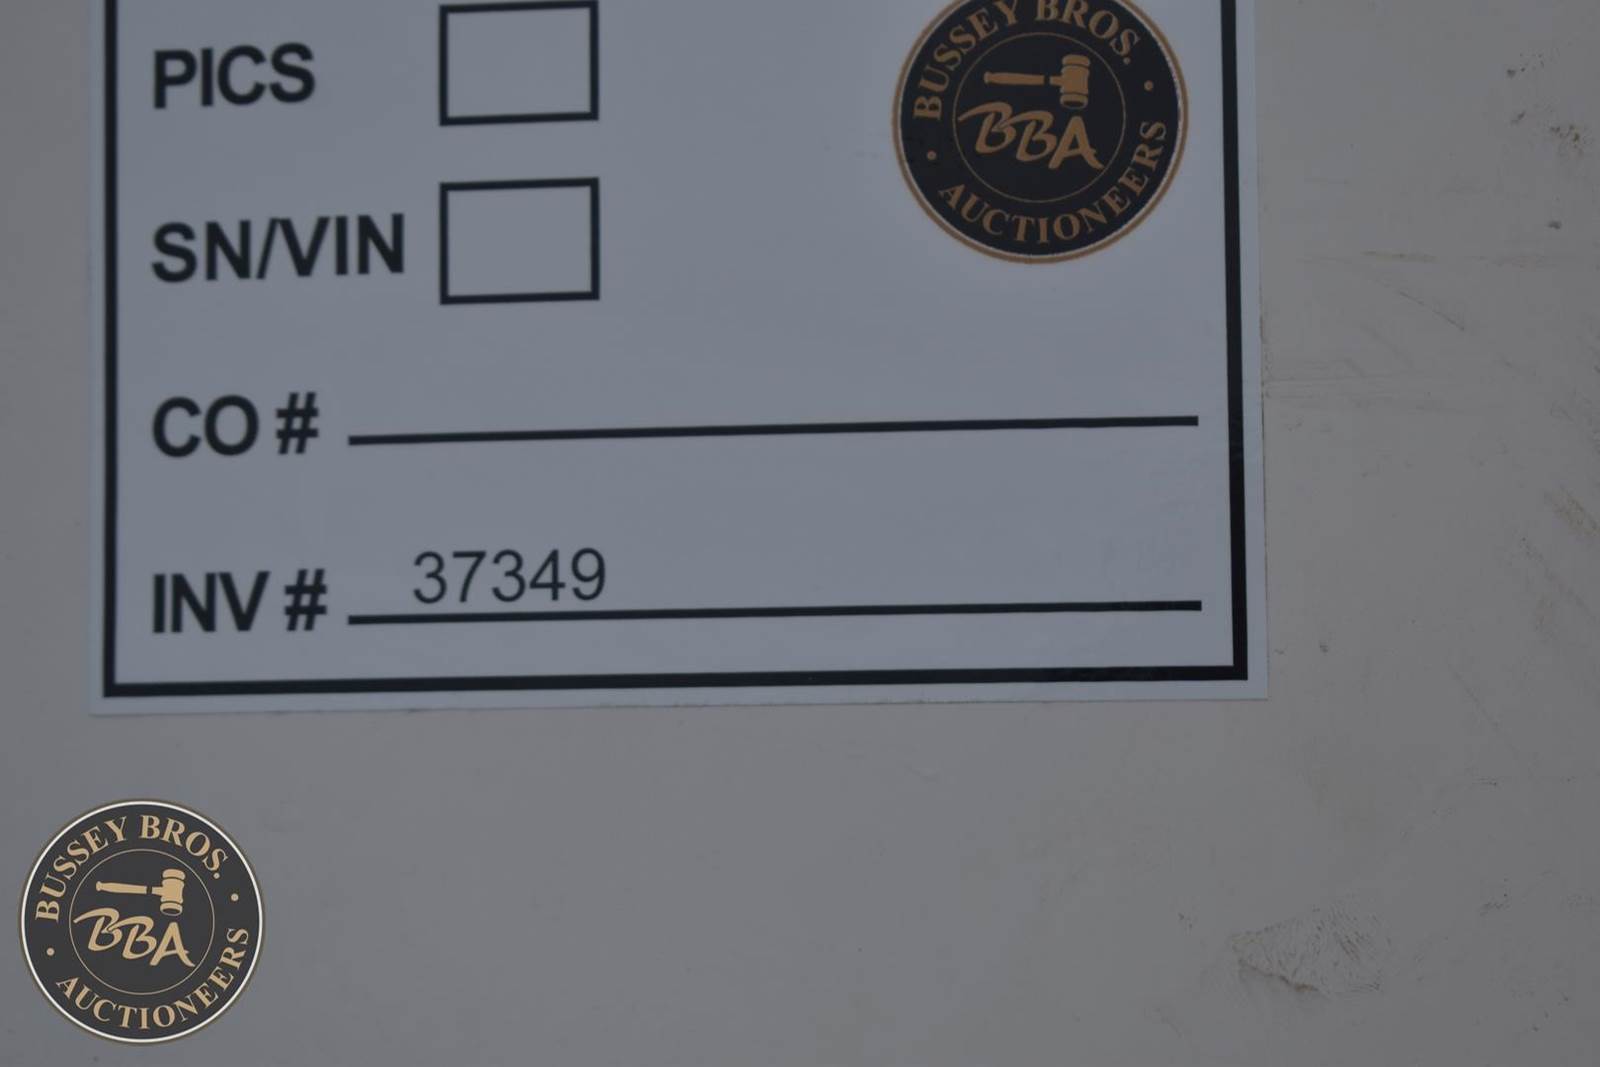 PICS
BUSSEY BROS.
BBA
AUCTIONEERS
SN/VIN
CO #
INV # 37349
BUSSEY BROS.
BBA
AUCTIONEERS